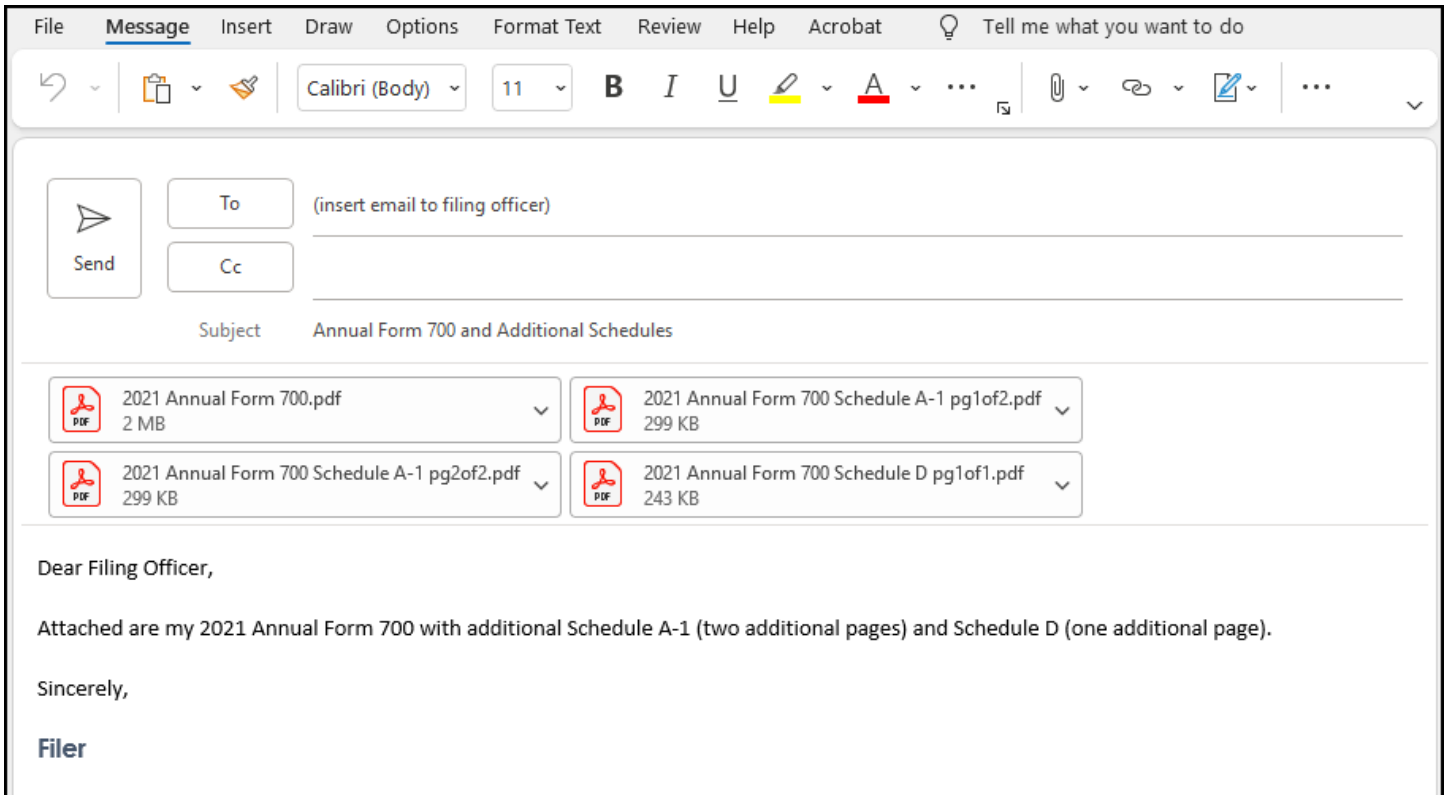 File Message Insert Draw Options Format Text Review Help Acrobat Tell me what you want to do
Calibri (Body) 11 B I U A
Send
To (insert email to filing officer)
Cc
Subject Annual Form 700 and Additional Schedules
PDF 2021 Annual Form 700.pdf
2 MB
PDF 2021 Annual Form 700 Schedule A-1 pg1of2.pdf
299 KB
PDF 2021 Annual Form 700 Schedule A-1 pg2of2.pdf
299 KB
PDF 2021 Annual Form 700 Schedule D pg1of1.pdf
243 KB
Dear Filing Officer,
Attached are my 2021 Annual Form 700 with additional Schedule A-1 (two additional pages) and Schedule D (one additional page).
Sincerely,
Filer